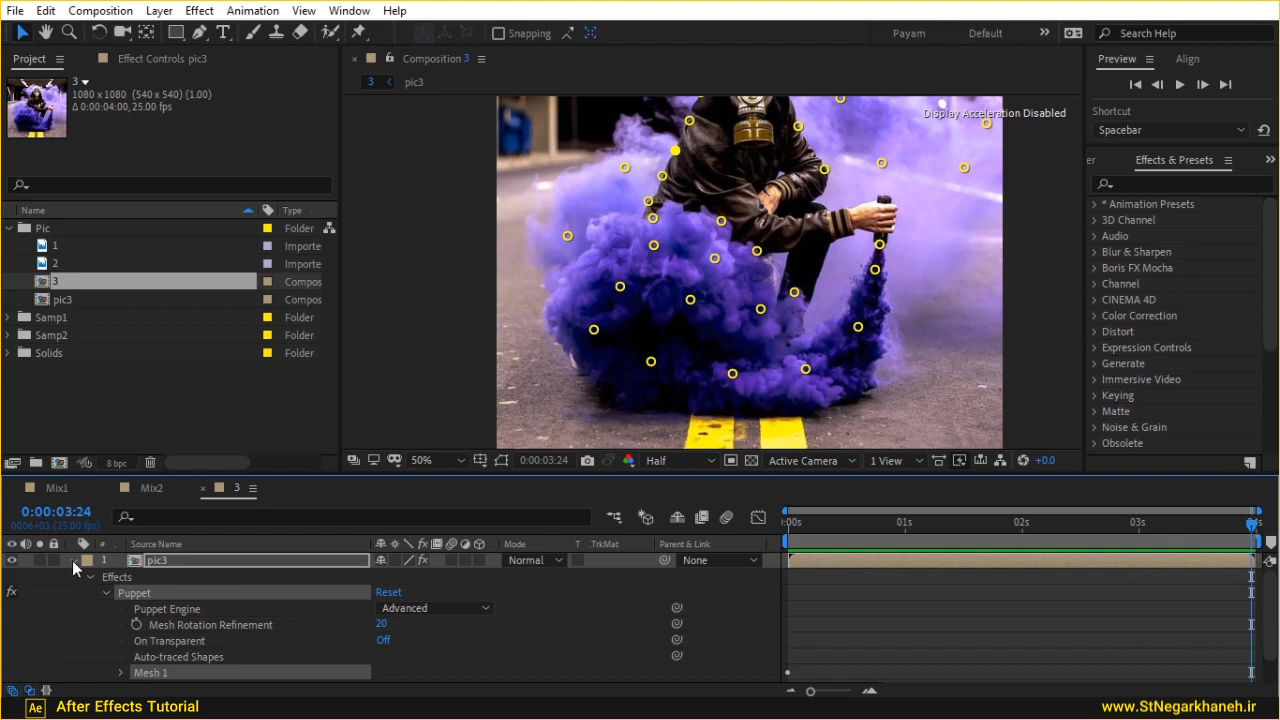 File Edit Composition Layer Effect Animation View Window Help
Snapping
Payam Default Search Help
Project Effect Controls pic3
3
1080 x 1080 (540 x 540) (1.00)
Δ 0:00:04:00, 25.00 fps
Name Type
Pic Folder
1 Importe
2 Importe
3 Compos
pic3 Compos
Samp1 Folder
Samp2 Folder
Solids Folder
8 bpc
Composition 3
3 pic3
Display Acceleration Disabled
50% 0:00:03:24 Half Active Camera 1 View +0.0
Preview Align
Shortcut
Spacebar
er Effects & Presets
* Animation Presets
3D Channel
Audio
Blur & Sharpen
Boris FX Mocha
Channel
CINEMA 4D
Color Correction
Distort
Expression Controls
Generate
Immersive Video
Keying
Matte
Noise & Grain
Obsolete
Mix1 Mix2 3
0:00:03:24
0006+03 (25.00 fps)
:00s 01s 02s 03s
# Source Name Mode T .TrkMat Parent & Link
1 pic3 Normal None
Effects
fx Puppet Reset
Puppet Engine Advanced
Mesh Rotation Refinement 20
On Transparent Off
Auto-traced Shapes
Mesh 1
Ae After Effects Tutorial www.StNegarkhaneh.ir